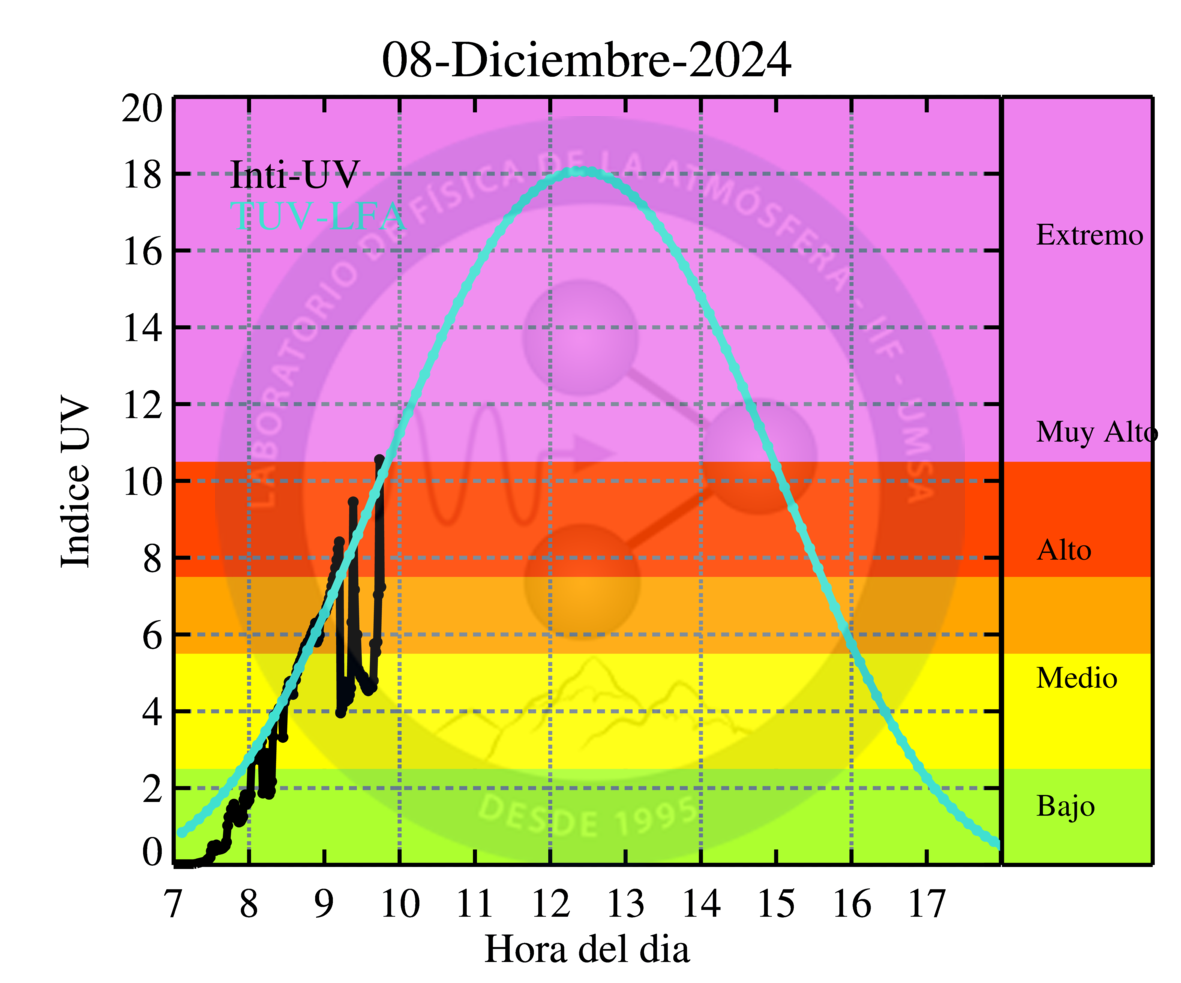 08-Diciembre-2024
20
18
16
14
12
10
8
6
4
2
0
Indice UV
Inti-UV
TUV-LFA
LABORATORIO DE FÍSICA DE LA ATMÓSFERA - IIF - UMSA
DESDE 1995
Extremo
Muy Alto
Alto
Medio
Bajo
7 8 9 10 11 12 13 14 15 16 17
Hora del dia